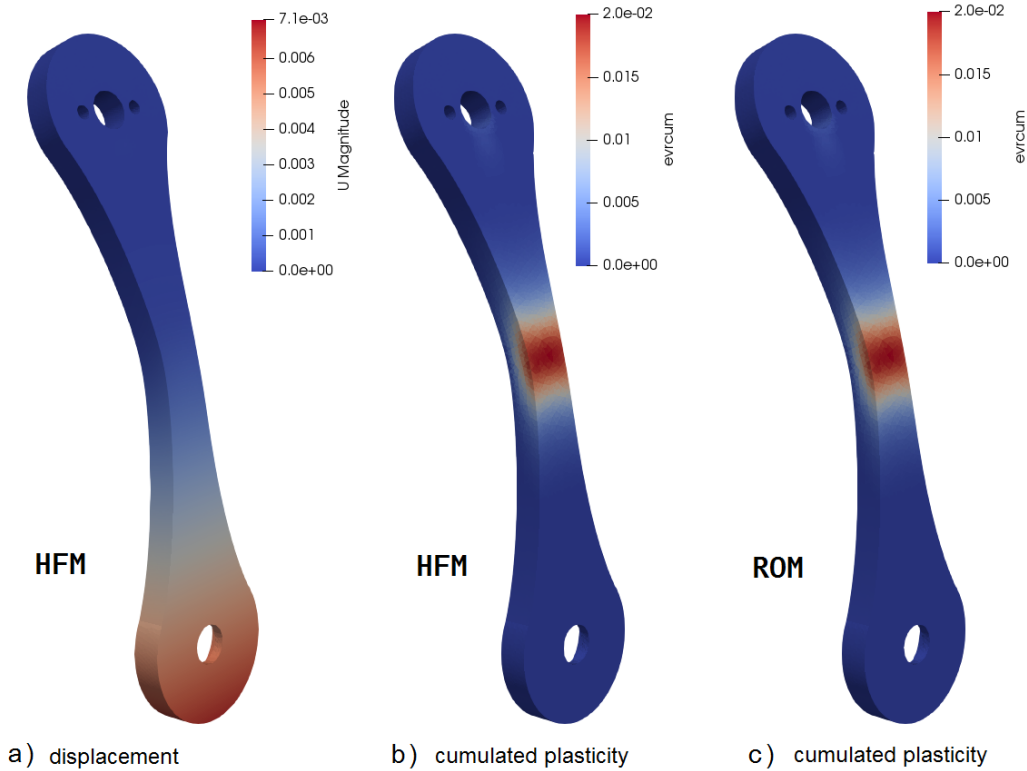 7.1e-03
0.006
0.005
0.004
0.003
0.002
0.001
0.0e+00
U Magnitude
2.0e-02
0.015
0.01
0.005
0.0e+00
evrcum
2.0e-02
0.015
0.01
0.005
0.0e+00
evrcum
HFM
HFM
ROM
a) displacement
b) cumulated plasticity
c) cumulated plasticity